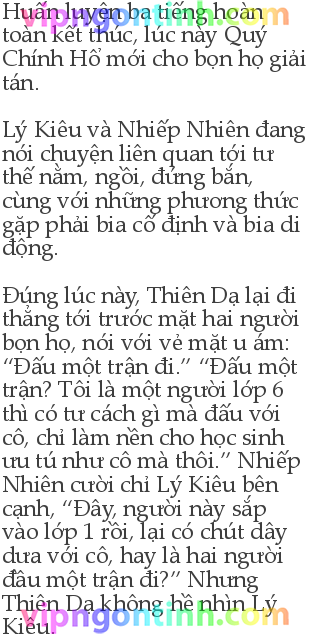 Huấn luyện ba tiếng hoàn
toàn kết thúc, lúc này Quý
Chính Hổ mới cho bọn họ giải
tán.
Lý Kiêu và Nhiếp Nhiên đang
nói chuyện liên quan tới tư
thế nằm, ngồi, đứng bắn,
cùng với những phương thức
gặp phải bia cố định và bia di
động.
Đúng lúc này, Thiên Dạ lại đi
thẳng tới trước mặt hai người
bọn họ, nói với vẻ mặt u ám:
“Đấu một trận đi.” “Đấu một
trận? Tôi là một người lớp 6
thì có tư cách gì mà đấu với
cô, chỉ làm nền cho học sinh
ưu tú như cô mà thôi.” Nhiếp
Nhiên cười chỉ Lý Kiêu bên
cạnh, “Đây, người này sắp
vào lớp 1 rồi, lại có chút dây
dưa với cô, hay là hai người
đầu một trận đi?” Nhưng
Thiên Dạ không hề nhìn Lý
Kiêu.
vipngontinh.com
vipngontinh.com